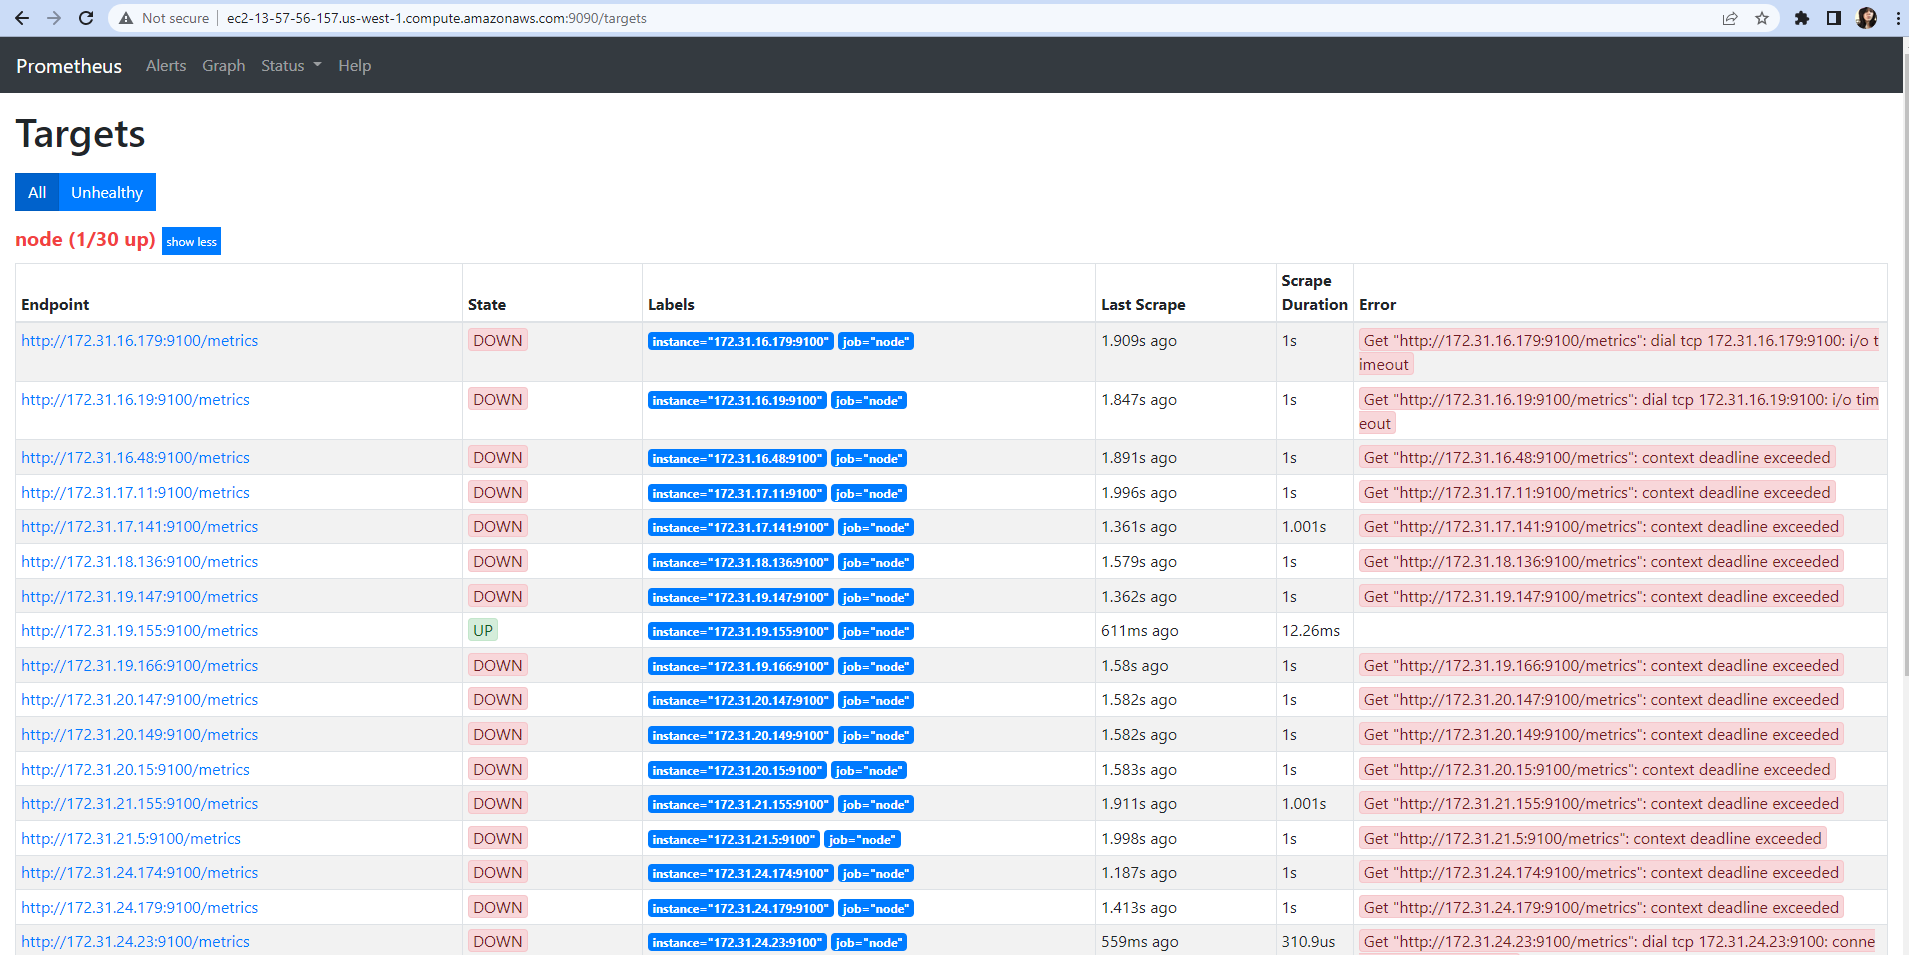 Not secure ec2-13-57-56-157.us-west-1.compute.amazonaws.com:9090/targets
Prometheus Alerts Graph Status Help
Targets
All Unhealthy
node (1/30 up) show less
Endpoint State Labels Last Scrape Scrape Duration Error
http://172.31.16.179:9100/metrics DOWN instance="172.31.16.179:9100" job="node" 1.909s ago 1s Get "http://172.31.16.179:9100/metrics": dial tcp 172.31.16.179:9100: i/o t
imeout
http://172.31.16.19:9100/metrics DOWN instance="172.31.16.19:9100" job="node" 1.847s ago 1s Get "http://172.31.16.19:9100/metrics": dial tcp 172.31.16.19:9100: i/o tim
eout
http://172.31.16.48:9100/metrics DOWN instance="172.31.16.48:9100" job="node" 1.891s ago 1s Get "http://172.31.16.48:9100/metrics": context deadline exceeded
http://172.31.17.11:9100/metrics DOWN instance="172.31.17.11:9100" job="node" 1.996s ago 1s Get "http://172.31.17.11:9100/metrics": context deadline exceeded
http://172.31.17.141:9100/metrics DOWN instance="172.31.17.141:9100" job="node" 1.361s ago 1.001s Get "http://172.31.17.141:9100/metrics": context deadline exceeded
http://172.31.18.136:9100/metrics DOWN instance="172.31.18.136:9100" job="node" 1.579s ago 1s Get "http://172.31.18.136:9100/metrics": context deadline exceeded
http://172.31.19.147:9100/metrics DOWN instance="172.31.19.147:9100" job="node" 1.362s ago 1s Get "http://172.31.19.147:9100/metrics": context deadline exceeded
http://172.31.19.155:9100/metrics UP instance="172.31.19.155:9100" job="node" 611ms ago 12.26ms
http://172.31.19.166:9100/metrics DOWN instance="172.31.19.166:9100" job="node" 1.58s ago 1s Get "http://172.31.19.166:9100/metrics": context deadline exceeded
http://172.31.20.147:9100/metrics DOWN instance="172.31.20.147:9100" job="node" 1.582s ago 1s Get "http://172.31.20.147:9100/metrics": context deadline exceeded
http://172.31.20.149:9100/metrics DOWN instance="172.31.20.149:9100" job="node" 1.582s ago 1s Get "http://172.31.20.149:9100/metrics": context deadline exceeded
http://172.31.20.15:9100/metrics DOWN instance="172.31.20.15:9100" job="node" 1.583s ago 1s Get "http://172.31.20.15:9100/metrics": context deadline exceeded
http://172.31.21.155:9100/metrics DOWN instance="172.31.21.155:9100" job="node" 1.911s ago 1.001s Get "http://172.31.21.155:9100/metrics": context deadline exceeded
http://172.31.21.5:9100/metrics DOWN instance="172.31.21.5:9100" job="node" 1.998s ago 1s Get "http://172.31.21.5:9100/metrics": context deadline exceeded
http://172.31.24.174:9100/metrics DOWN instance="172.31.24.174:9100" job="node" 1.187s ago 1s Get "http://172.31.24.174:9100/metrics": context deadline exceeded
http://172.31.24.179:9100/metrics DOWN instance="172.31.24.179:9100" job="node" 1.413s ago 1s Get "http://172.31.24.179:9100/metrics": context deadline exceeded
http://172.31.24.23:9100/metrics DOWN instance="172.31.24.23:9100" job="node" 559ms ago 310.9us Get "http://172.31.24.23:9100/metrics": dial tcp 172.31.24.23:9100: conne